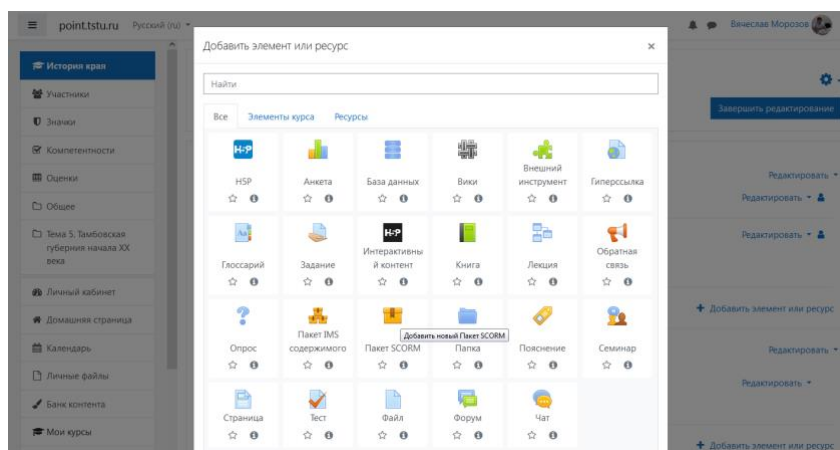 point.tstu.ru Русский (ru)
Вячеслав Морозов
История края
Участники
Значки
Компетентности
Оценки
Общее
Тема 5. Тамбовская
губерния начала XX
века
Личный кабинет
Домашняя страница
Календарь
Личные файлы
Банк контента
Мои курсы
Добавить элемент или ресурс
×
Найти
Все Элементы курса Ресурсы
H5P Анкета База данных Вики Внешний инструмент Гиперссылка
Глоссарий Задание Интерактивны
й контент Книга Лекция Обратная связь
Опрос Пакет IMS содержимого Пакет SCORM Папка Пояснение Семинар
Добавить новый Пакет SCORM
Страница Тест Файл Форум Чат
Завершить редактирование
Редактировать
Редактировать
Редактировать
Добавить элемент или ресурс
Редактировать
Редактировать
Добавить элемент или ресурс